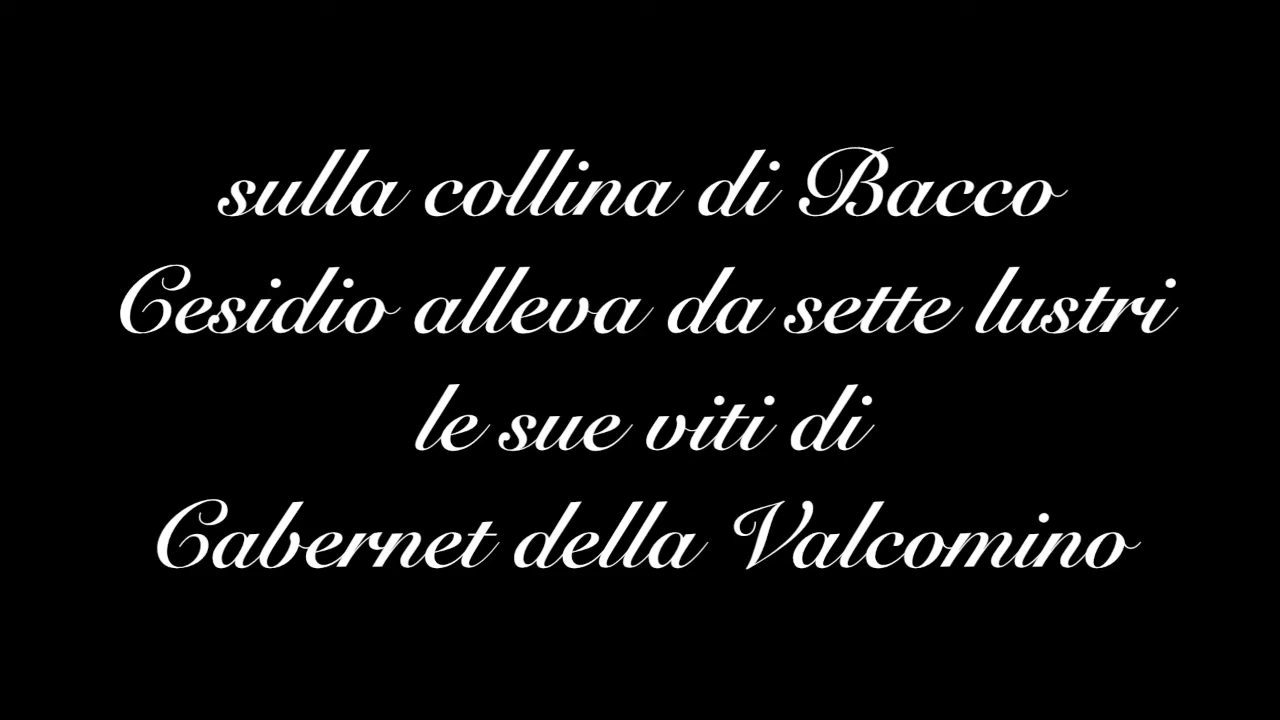 sulla collina di Bacco
Cesidio alleva da sette lustri
le sue viti di
Cabernet della Valcomino